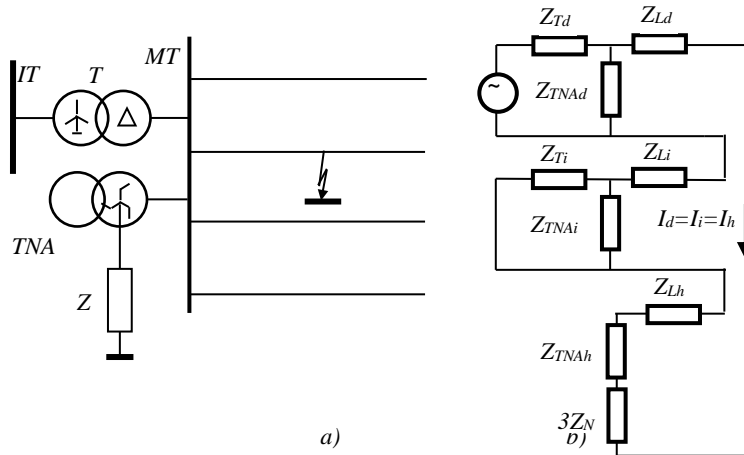 IT
T
MT
TNA
Z
a)
Z_Td
Z_Ld
~
Z_TNAd
Z_Ti
Z_Li
Z_TNAi
I_d=I_i=I_h
Z_Lh
Z_TNAh
3Z_N
b)